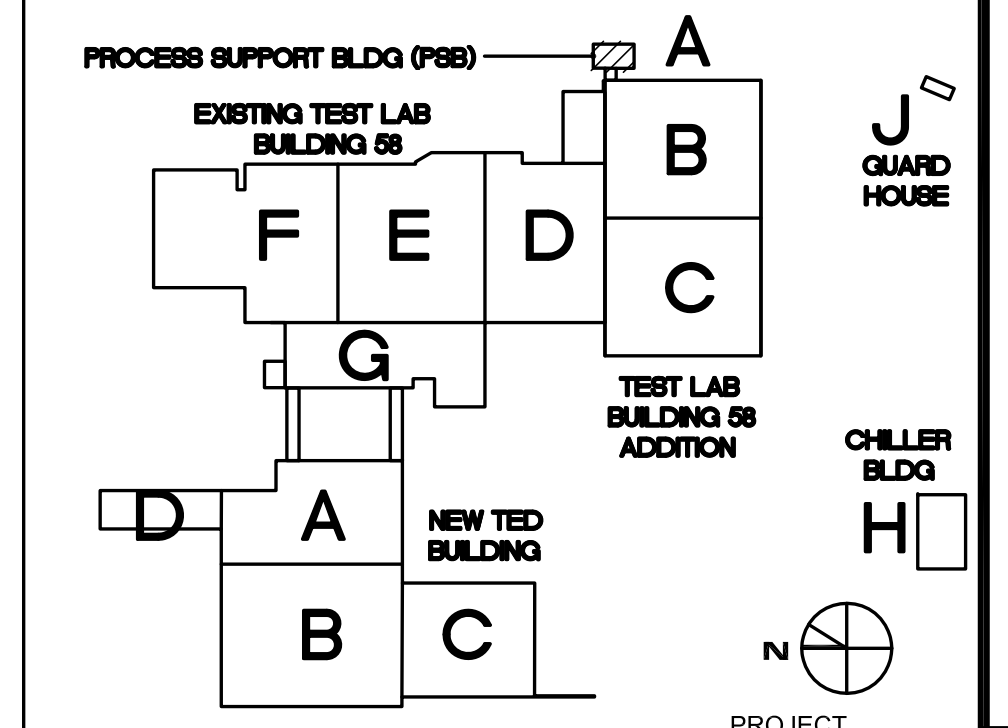 A
PROCESS SUPPORT BLDG (PSB)
EXISTING TEST LAB
BUILDING 58
B
J
GUARD
HOUSE
F
E
D
C
G
TEST LAB
BUILDING 58
ADDITION
CHILLER
BLDG
D
A
NEW TED
BUILDING
H
B
C
N
PROJECT